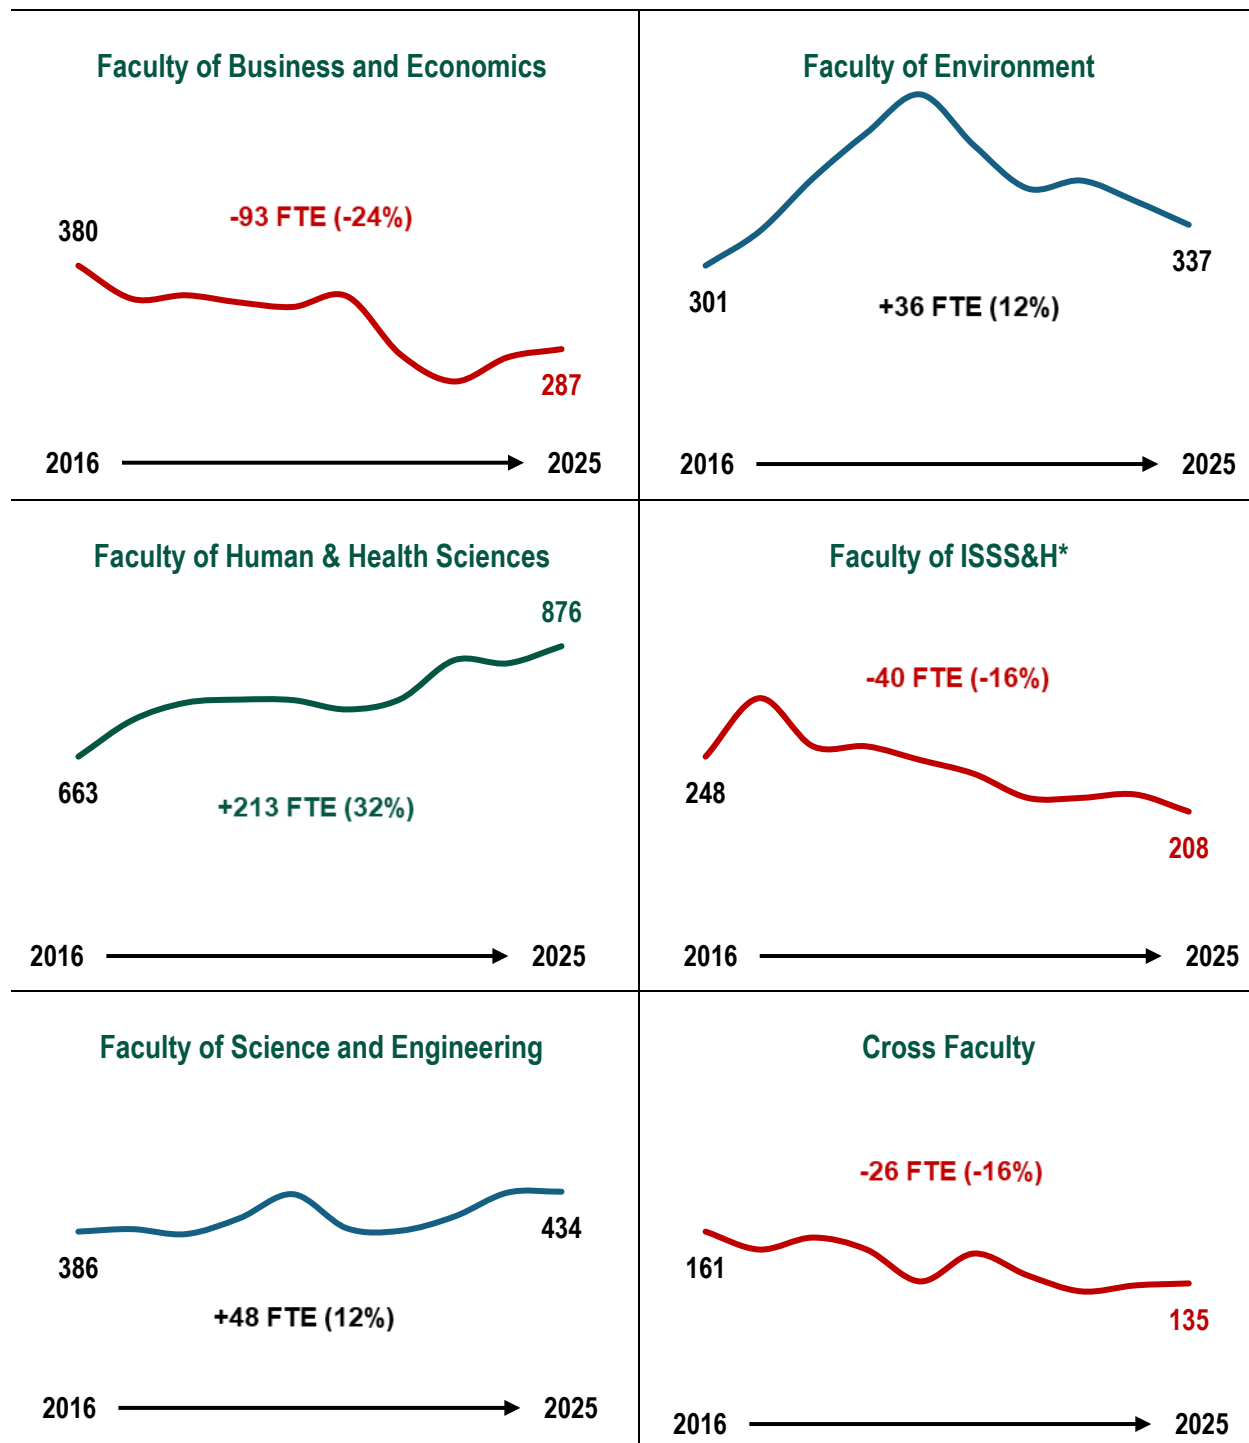 Faculty of Business and Economics
-93 FTE (-24%)
380
287
2016
2025
Faculty of Environment
301
337
+36 FTE (12%)
2016
2025
Faculty of Human & Health Sciences
876
663
+213 FTE (32%)
2016
2025
Faculty of ISSS&H*
-40 FTE (-16%)
248
208
2016
2025
Faculty of Science and Engineering
434
386
+48 FTE (12%)
2016
2025
Cross Faculty
-26 FTE (-16%)
161
135
2016
2025